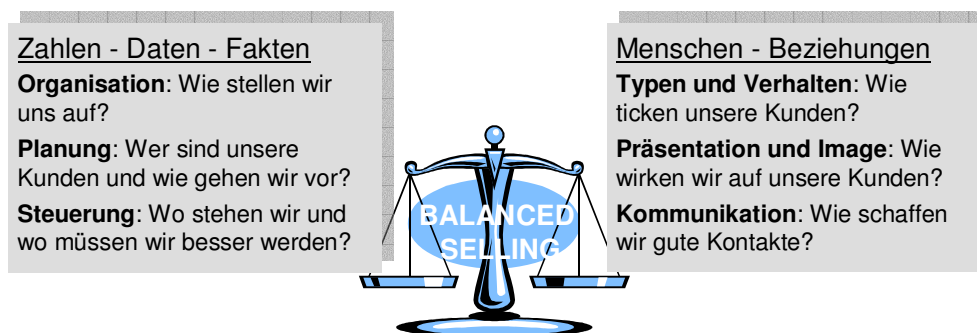 Zahlen - Daten - Fakten
Organisation: Wie stellen wir
uns auf?
Planung: Wer sind unsere
Kunden und wie gehen wir vor?
Steuerung: Wo stehen wir und
wo müssen wir besser werden?
BALANCED
SELLING
Menschen - Beziehungen
Typen und Verhalten: Wie
ticken unsere Kunden?
Präsentation und Image: Wie
wirken wir auf unsere Kunden?
Kommunikation: Wie schaffen
wir gute Kontakte?